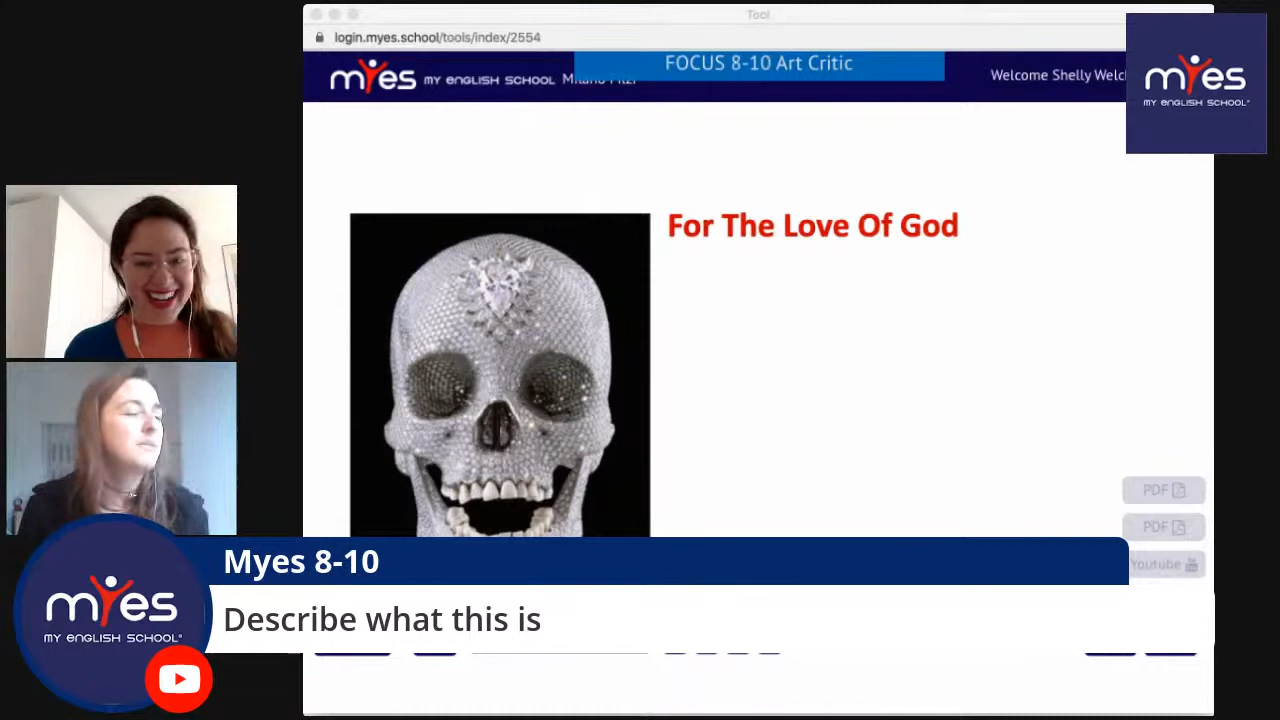 Tool
login.myes.school/tools/index/2554
myes MY ENGLISH SCHOOL
FOCUS 8-10 Art Critic
Welcome Shelly Welch
myes
MY ENGLISH SCHOOL®
For The Love Of God
PDF
PDF
Youtube
Myes 8-10
Describe what this is
myes
MY ENGLISH SCHOOL®